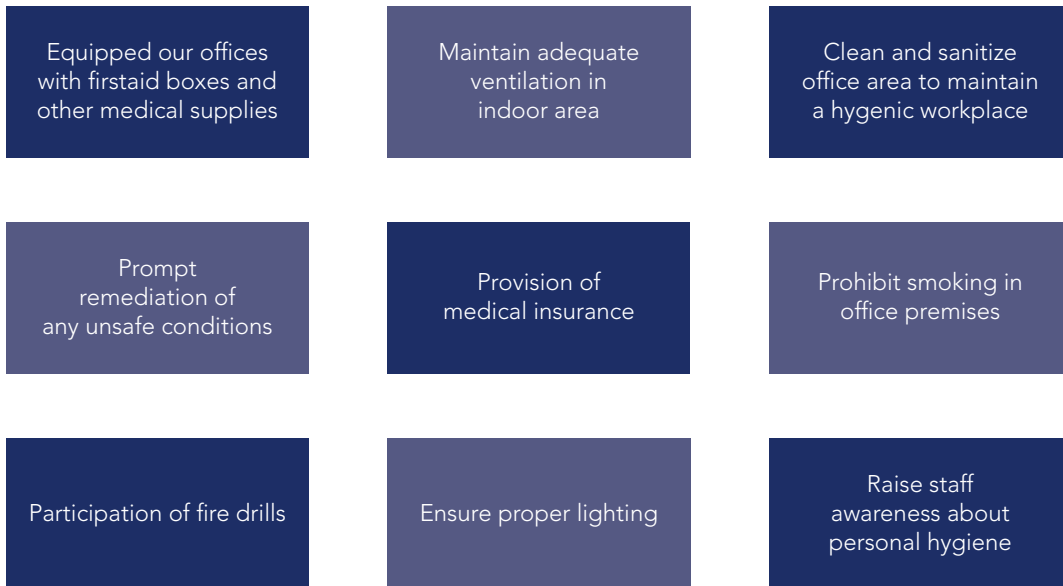 Equipped our offices
with firstaid boxes and
other medical supplies
Maintain adequate
ventilation in
indoor area
Clean and sanitize
office area to maintain
a hygenic workplace
Prompt
remediation of
any unsafe conditions
Provision of
medical insurance
Prohibit smoking in
office premises
Participation of fire drills
Ensure proper lighting
Raise staff
awareness about
personal hygiene